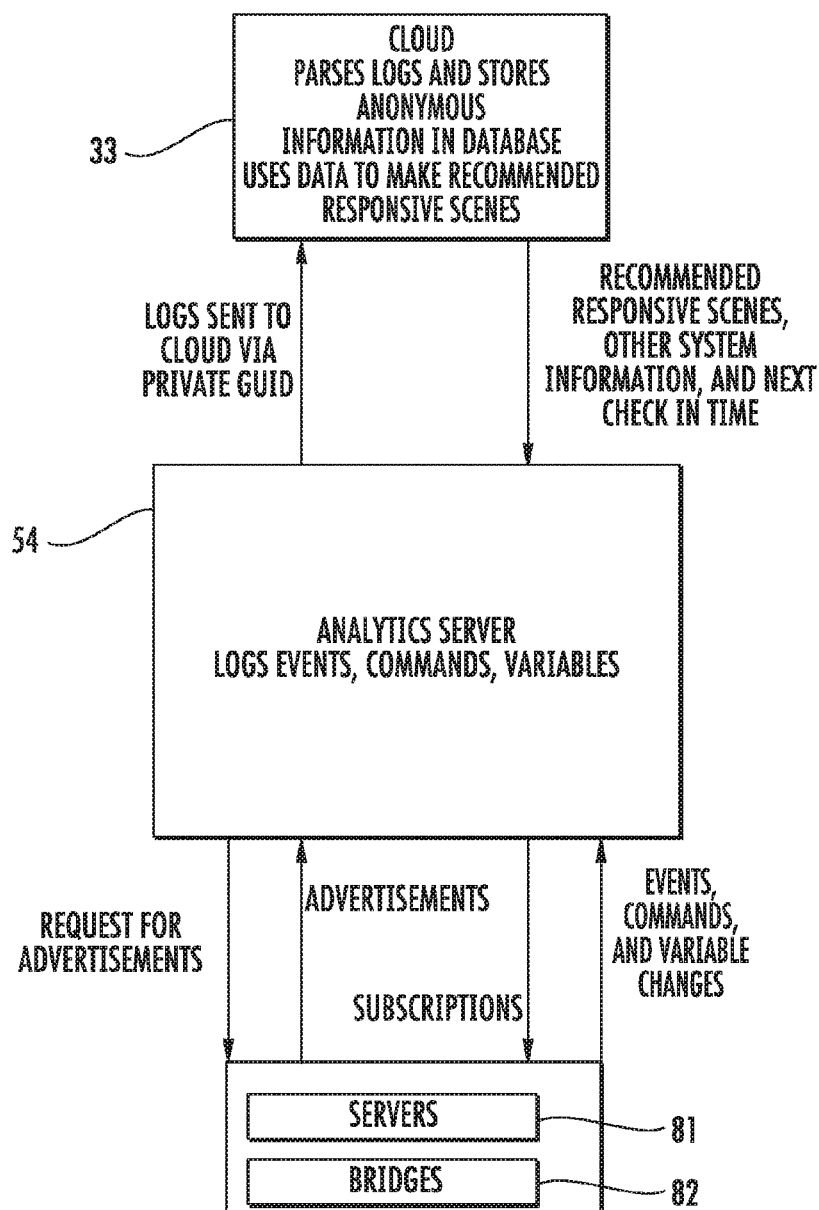 CLOUD
PARSES LOGS AND STORES
ANONYMOUS
INFORMATION IN DATABASE
USES DATA TO MAKE RECOMMENDED
RESPONSIVE SCENES
33
LOGS SENT TO
CLOUD VIA
PRIVATE GUID
RECOMMENDED
RESPONSIVE SCENES,
OTHER SYSTEM
INFORMATION, AND NEXT
CHECK IN TIME
54
ANALYTICS SERVER
LOGS EVENTS, COMMANDS, VARIABLES
REQUEST FOR
ADVERTISEMENTS
ADVERTISEMENTS
SUBSCRIPTIONS
EVENTS,
COMMANDS,
AND VARIABLE
CHANGES
SERVERS
81
BRIDGES
82